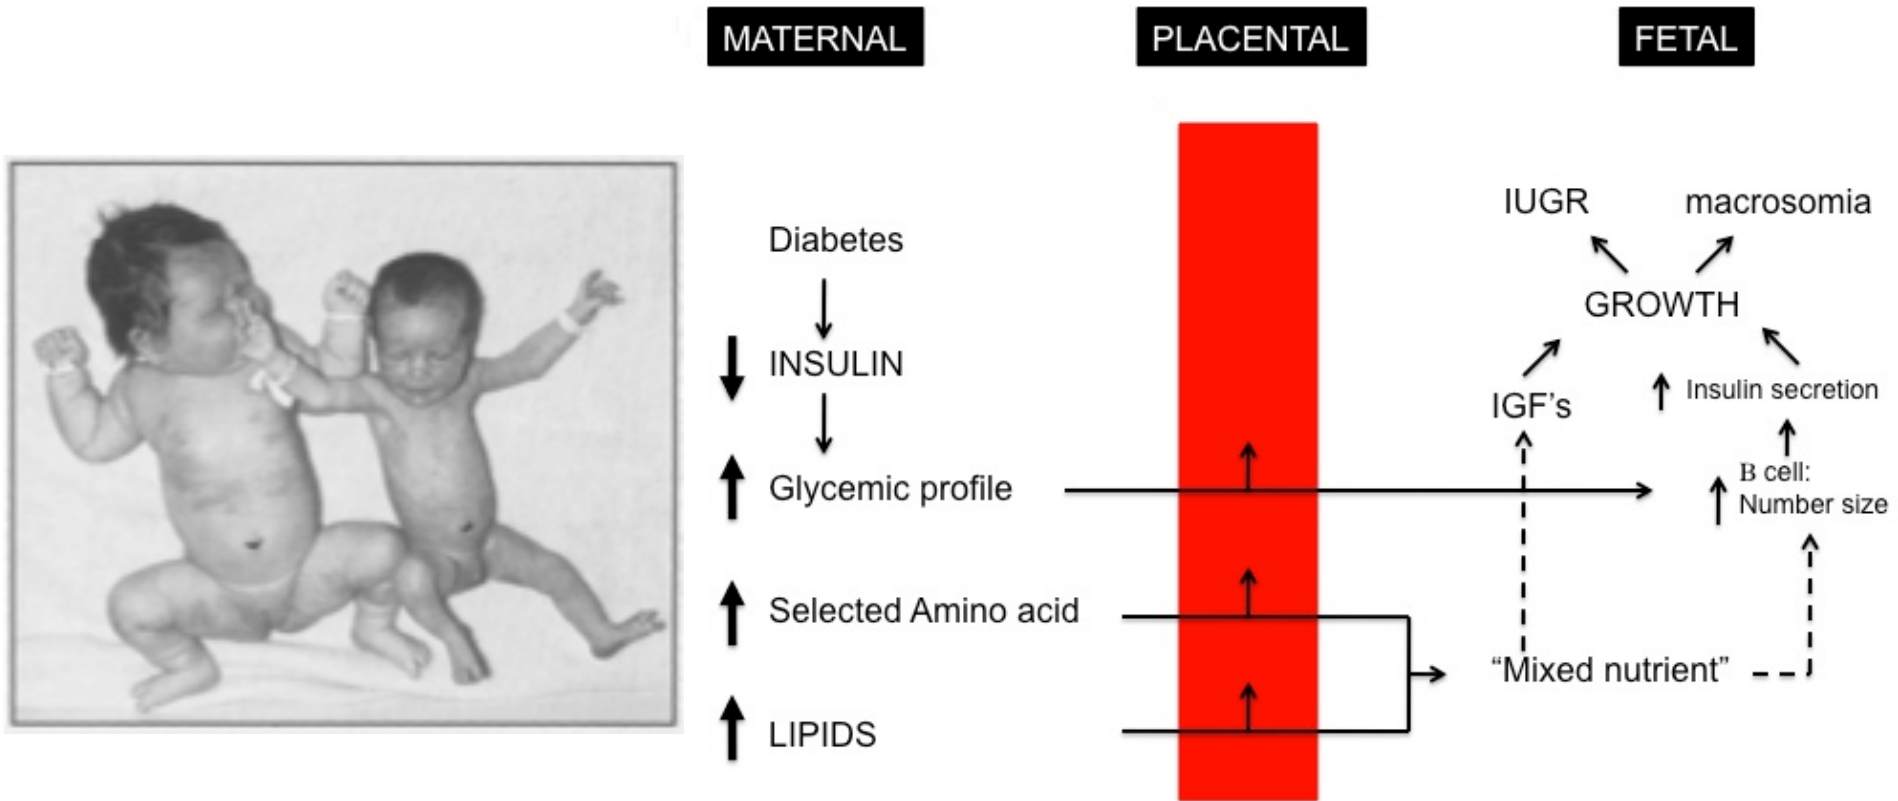 MATERNAL
PLACENTAL
FETAL
Diabetes
INSULIN
Glycemic profile
Selected Amino acid
LIPIDS
IUGR
macrosomia
GROWTH
IGF’s
Insulin secretion
B cell:
Number size
“Mixed nutrient”